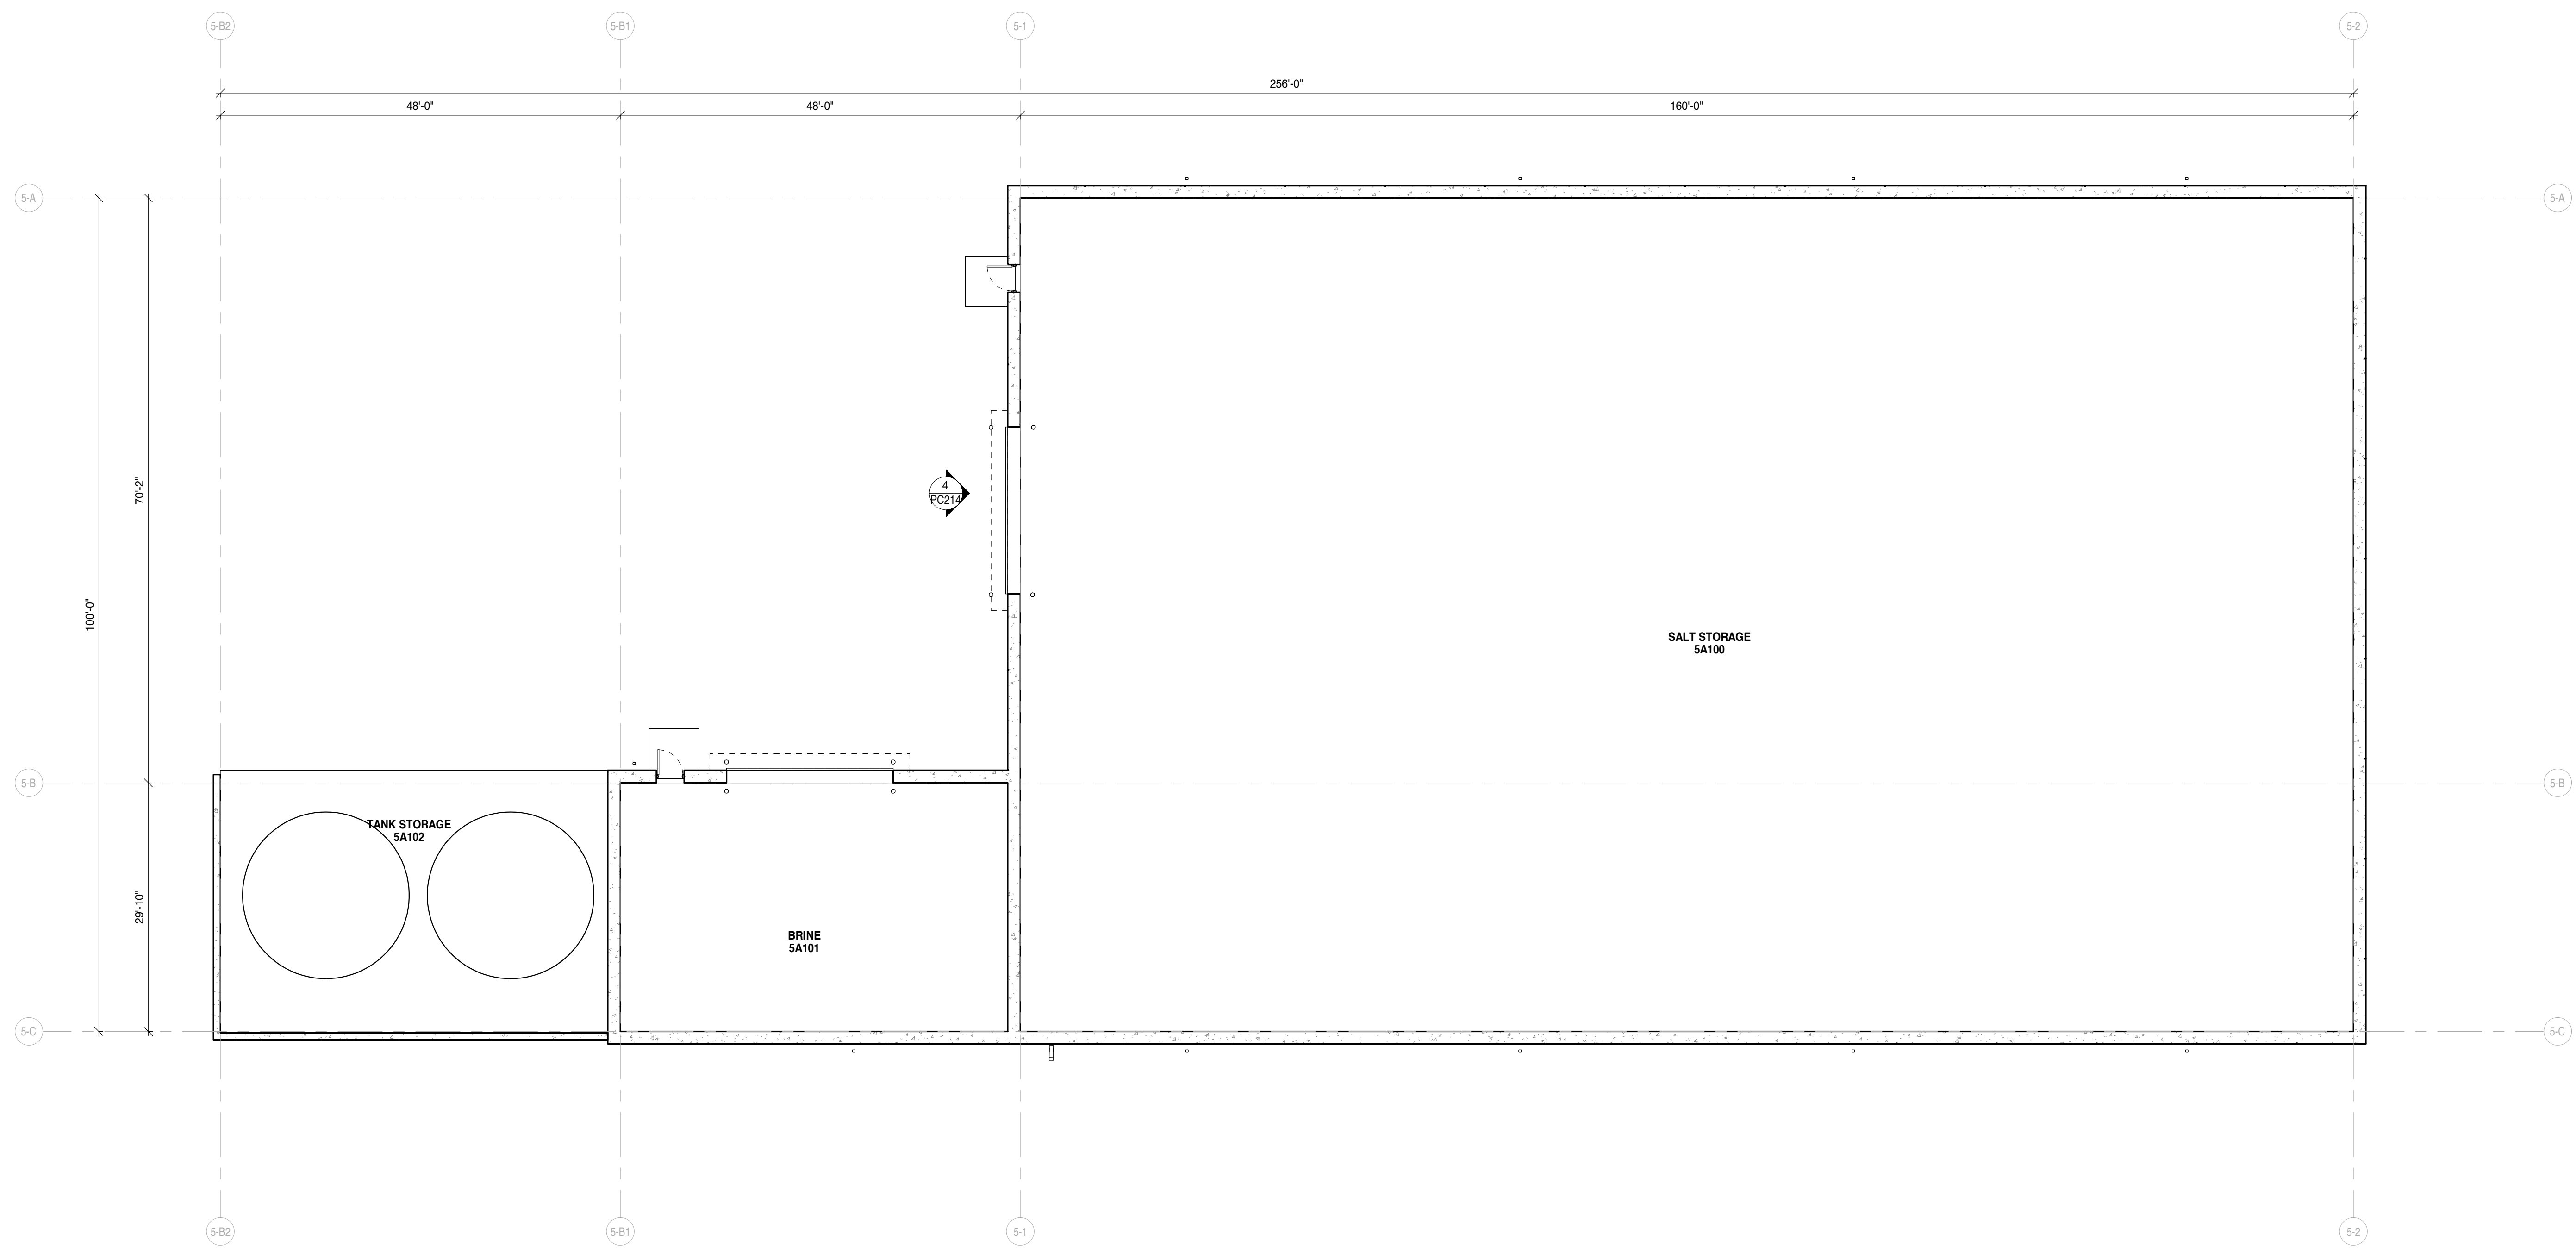 5-B2
5-B1
5-1
5-2
256'-0"
48'-0"
48'-0"
160'-0"
5-A
5-A
70'-2"
4
PC214
100'-0"
SALT STORAGE
5A100
5-B
5-B
TANK STORAGE
5A102
29'-10"
BRINE
5A101
5-C
5-C
5-B2
5-B1
5-1
5-2